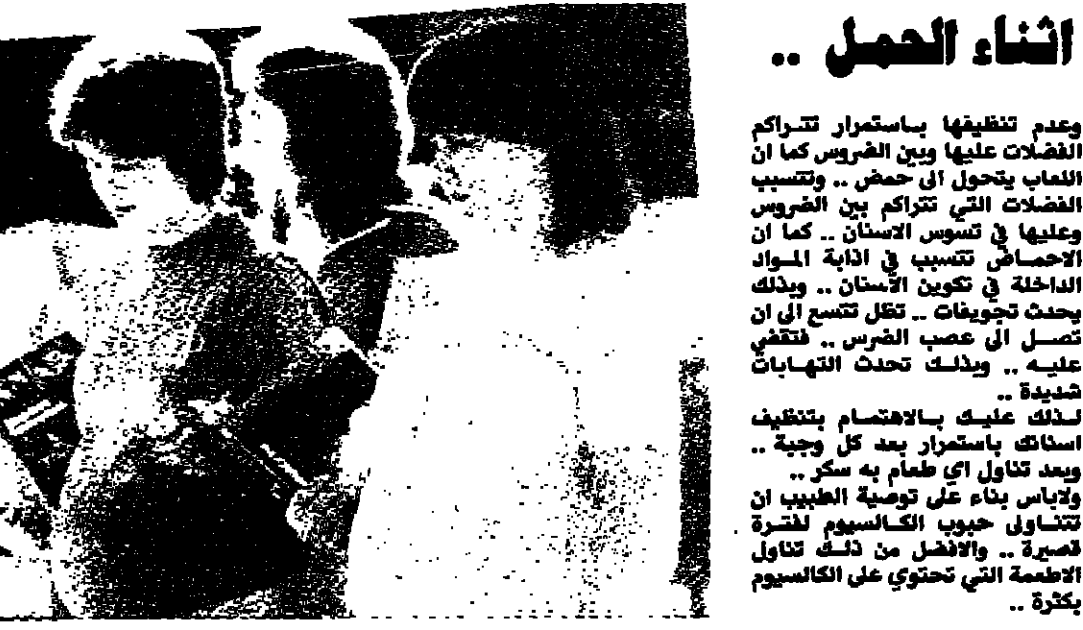 اثناء الحمل ..
وعدم تنظيفها باستمرار تتراكم
الفضلات عليها وبين الضروس كما ان
اللعاب يتحول الى حمض .. وتتسبب
الفضلات التي تتراكم بين الضروس
وعليها في تسوس الاسنان .. كما ان
الاحماض تتسبب في اذابة المواد
الداخلة في تكوين الأسنان .. وبذلك
يحدث تجويفات .. تظل تتسع الى ان
تصل الى عصب الضرس .. فتقضي
عليه .. وبذلك تحدث التهابات
شديدة ..
لذلك عليك بالاهتمام بتنظيف
اسنانك باستمرار بعد كل وجبة ..
وبعد تناول اي طعام به سكر ..
ولاباس بناء على توصية الطبيب ان
تتناولى حبوب الكالسيوم لفترة
قصيرة .. والافضل من ذلك تناول
الاطعمة التي تحتوي على الكالسيوم
بكثرة ..